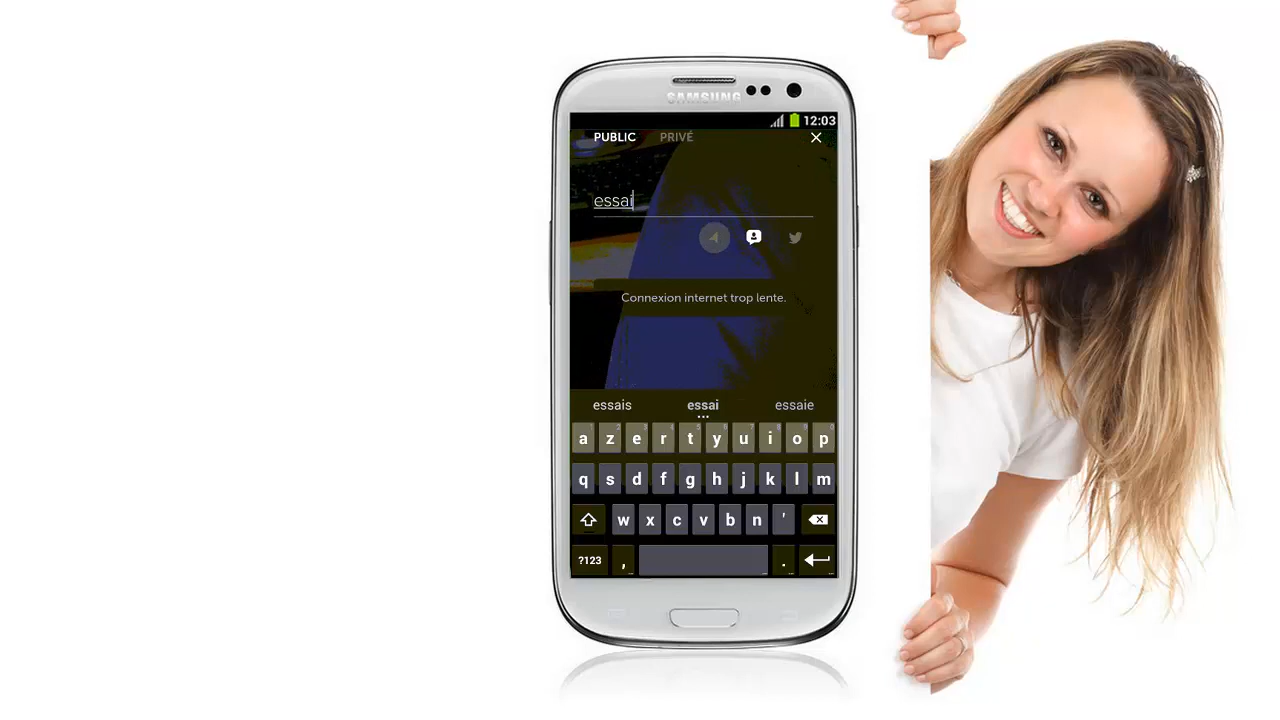 SAMSUNG
12:03
PUBLIC PRIVÉ
essai
Connexion internet trop lente.
essais essai essaie
a z e r t y u i o p
q s d f g h j k l m
w x c v b n '
?123 , .